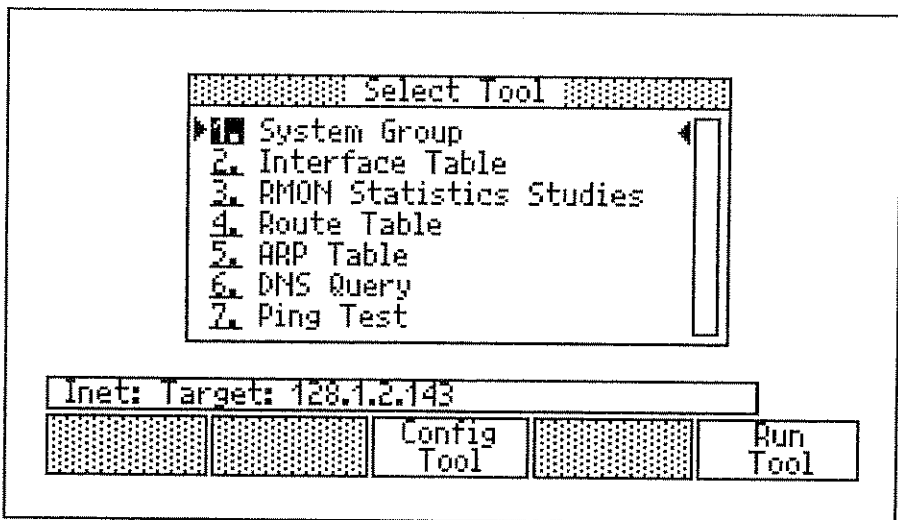 Select Tool
1. System Group
2. Interface Table
3. RMON Statistics Studies
4. Route Table
5. ARP Table
6. DNS Query
7. Ping Test
Inet: Target: 128.1.2.143
Config
Tool
Run
Tool